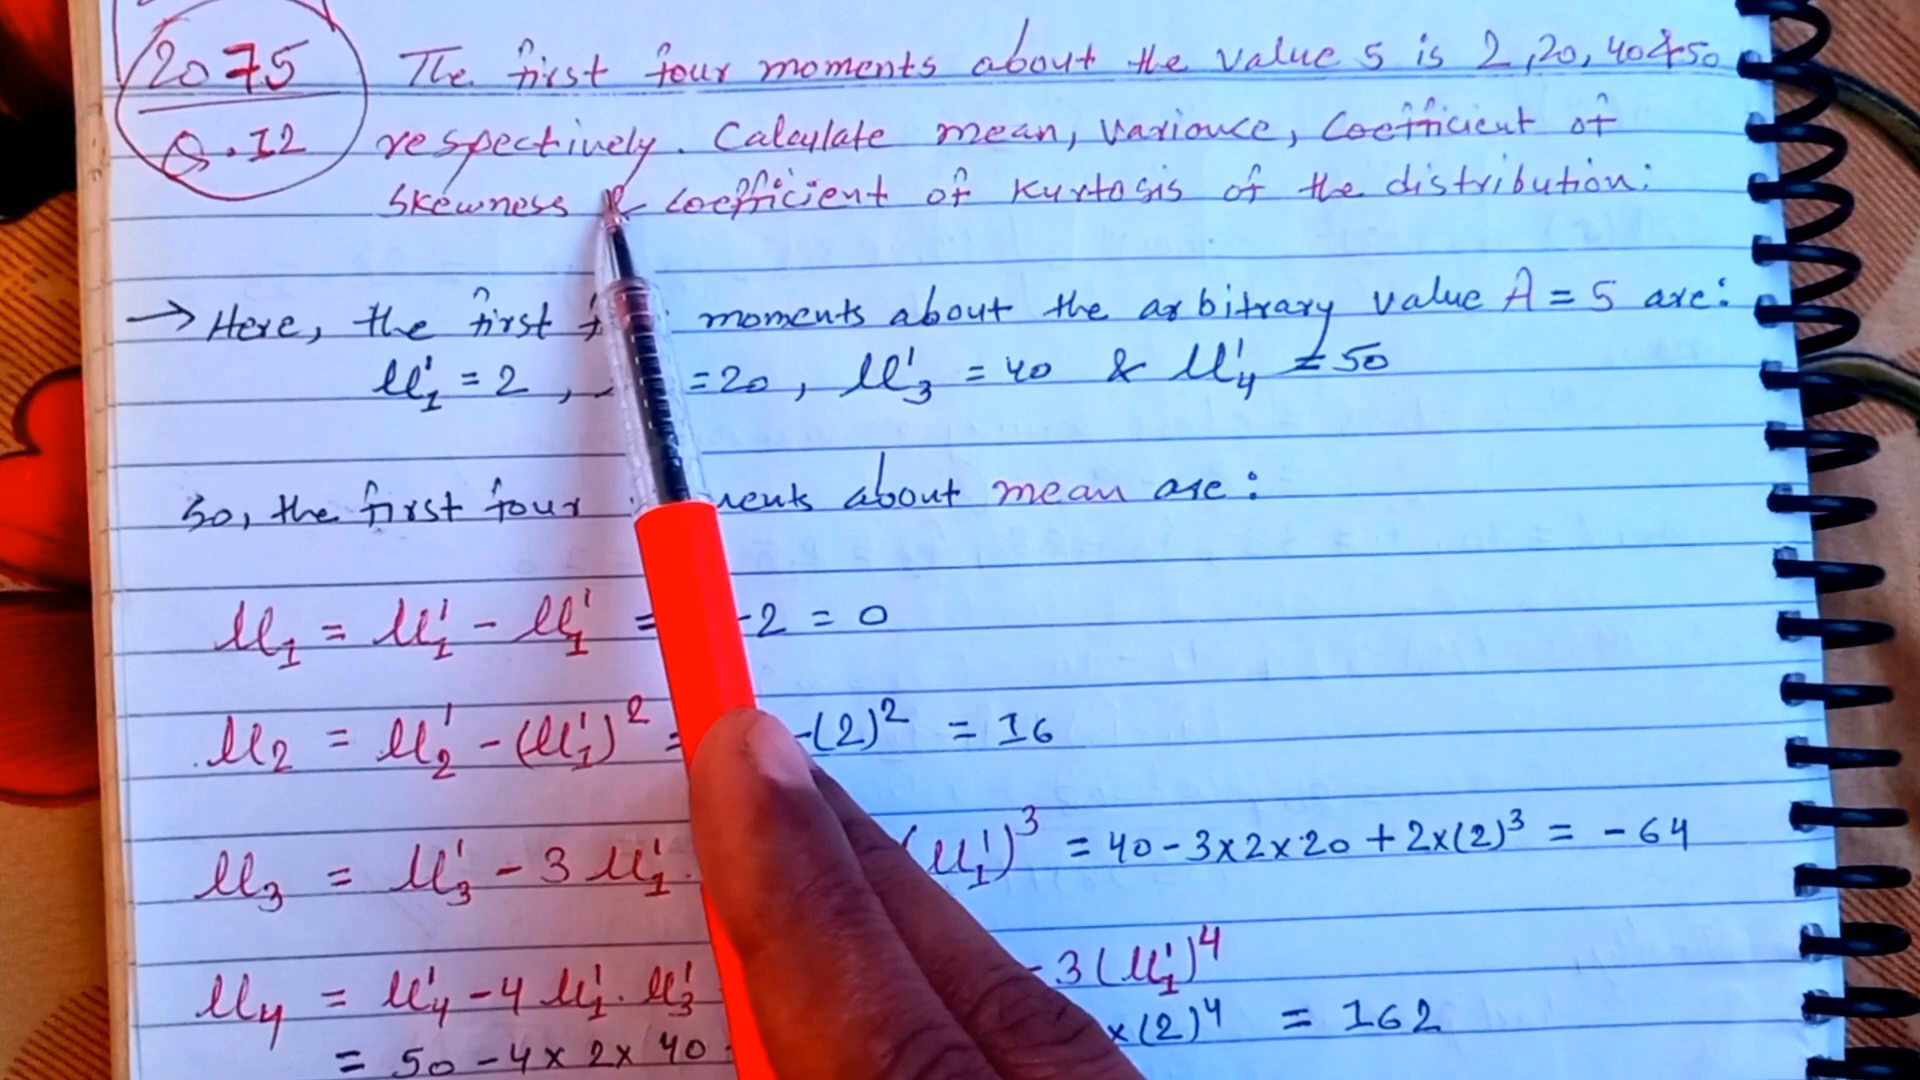 2075
Q.12
The first four moments about the value 5 is 2, 20, 40 & 50
respectively. Calculate mean, variance, Coefficient of
skewness & coefficient of kurtosis of the distribution:
→ Here, the first moments about the arbitrary value A = 5 are:
μ'₁ = 2 , = 20 , μ'₃ = 40 & μ'₄ = 50
So, the first four about mean are:
μ₁ = μ'₁ - μ'₁ = - 2 = 0
μ₂ = μ'₂ - (μ'₁)² = - (2)² = 16
μ₃ = μ'₃ - 3 μ'₁ . (μ'₁)³ = 40 - 3×2×20 + 2×(2)³ = - 64
μ₄ = μ'₄ - 4 μ'₁ . μ'₃ - 3 (μ'₁)⁴
= 50 - 4 × 2 × 40 × (2)⁴ = 162